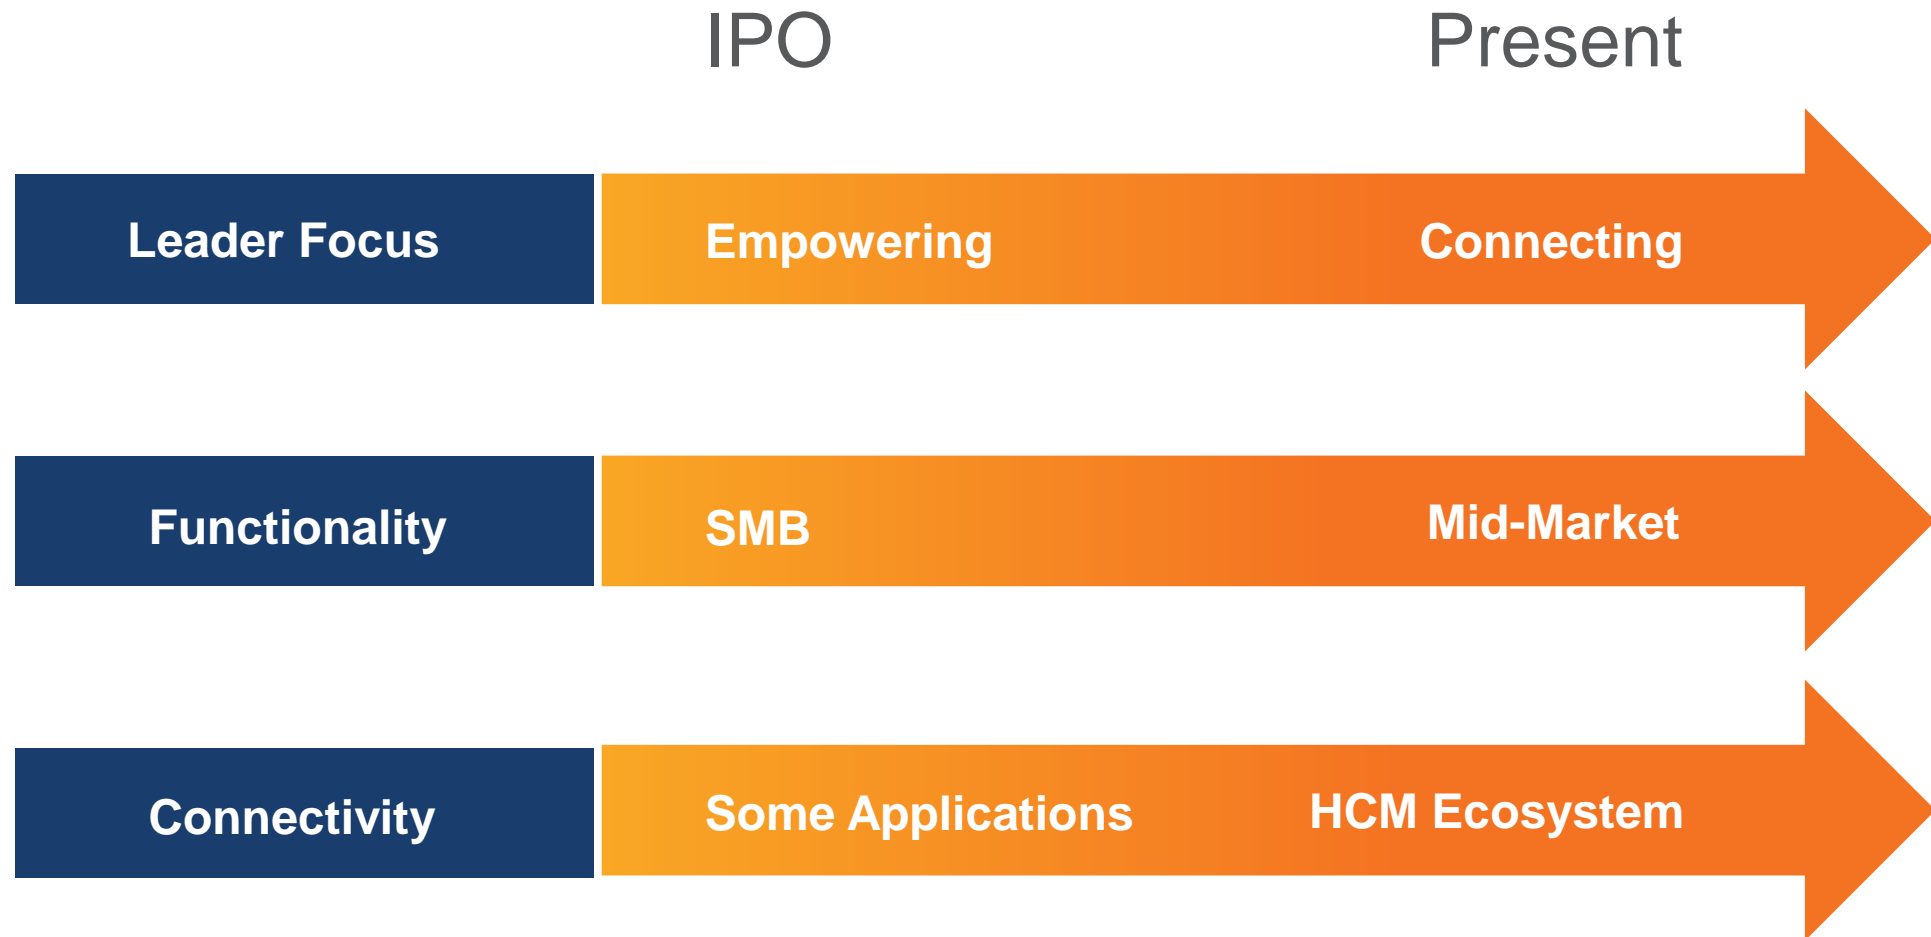 IPO Present
Leader Focus Empowering Connecting
Functionality SMB Mid-Market
Connectivity Some Applications HCM Ecosystem